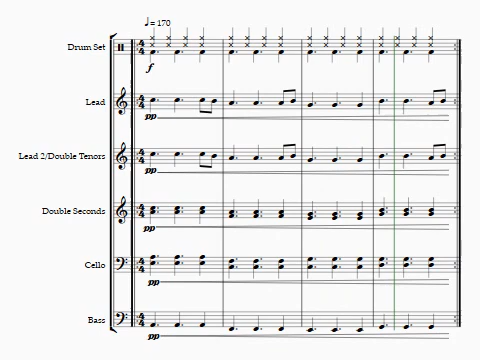 ♩= 170
Drum Set
f
Lead
pp
Lead 2/Double Tenors
pp
Double Seconds
pp
Cello
pp
Bass
pp